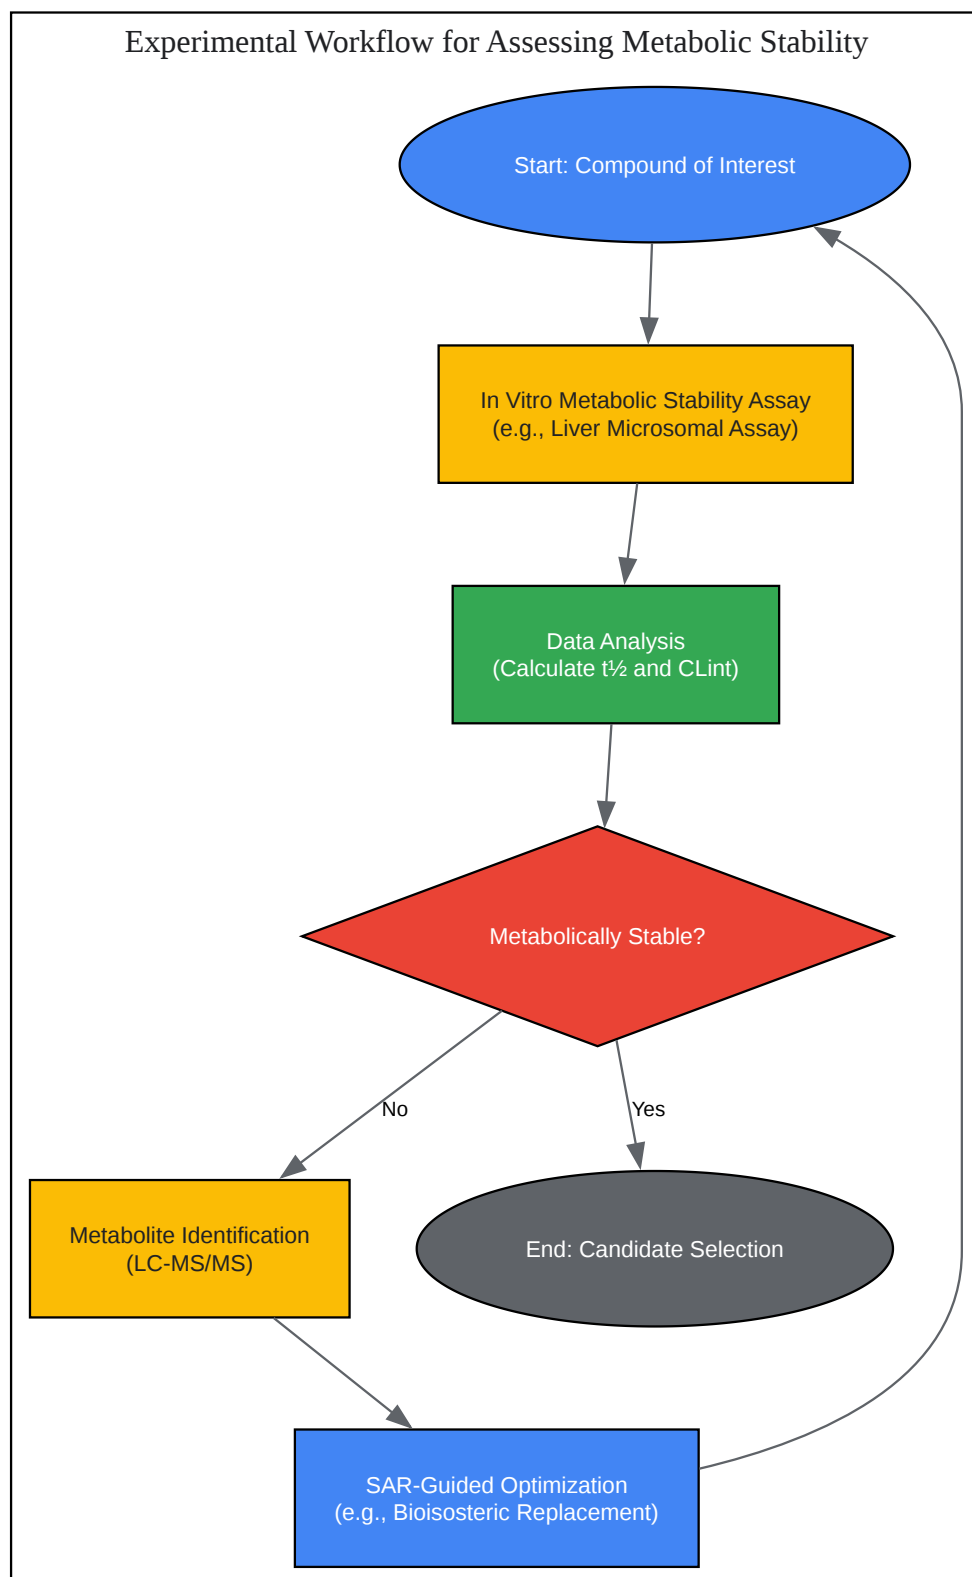 Experimental Workflow for Assessing Metabolic Stability
Start: Compound of Interest
In Vitro Metabolic Stability Assay
(e.g., Liver Microsomal Assay)
Data Analysis
(Calculate t½ and CLint)
Metabolically Stable?
No
Yes
Metabolite Identification
(LC-MS/MS)
End: Candidate Selection
SAR-Guided Optimization
(e.g., Bioisosteric Replacement)